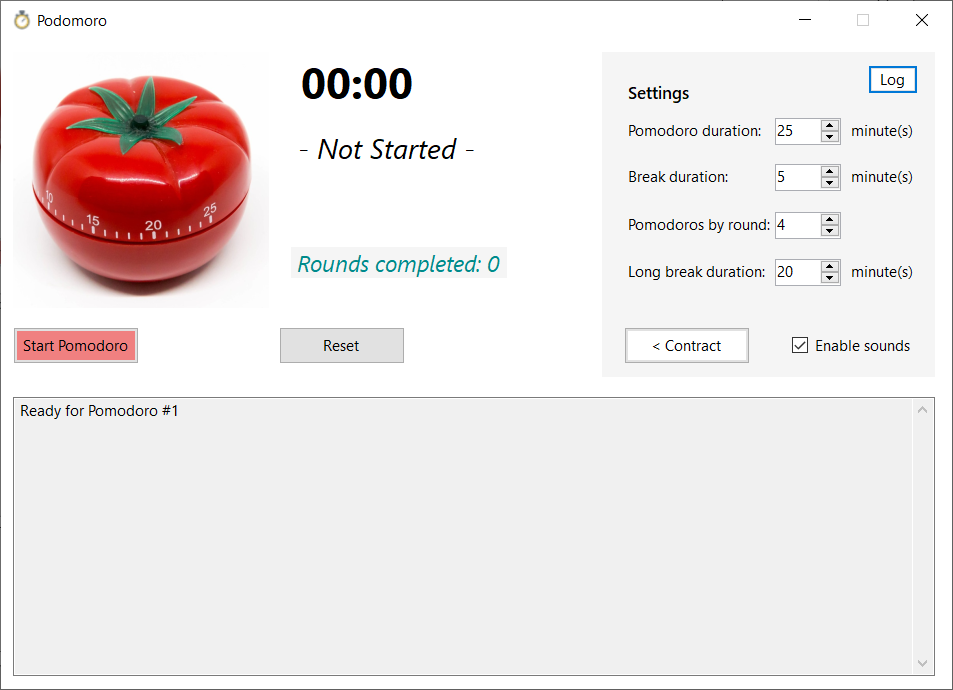 Podomoro
00:00
- Not Started -
Rounds completed: 0
10 15 20 25
Start Pomodoro
Reset
Log
Settings
Pomodoro duration: 25 minute(s)
Break duration: 5 minute(s)
Pomodoros by round: 4
Long break duration: 20 minute(s)
< Contract
Enable sounds
Ready for Pomodoro #1